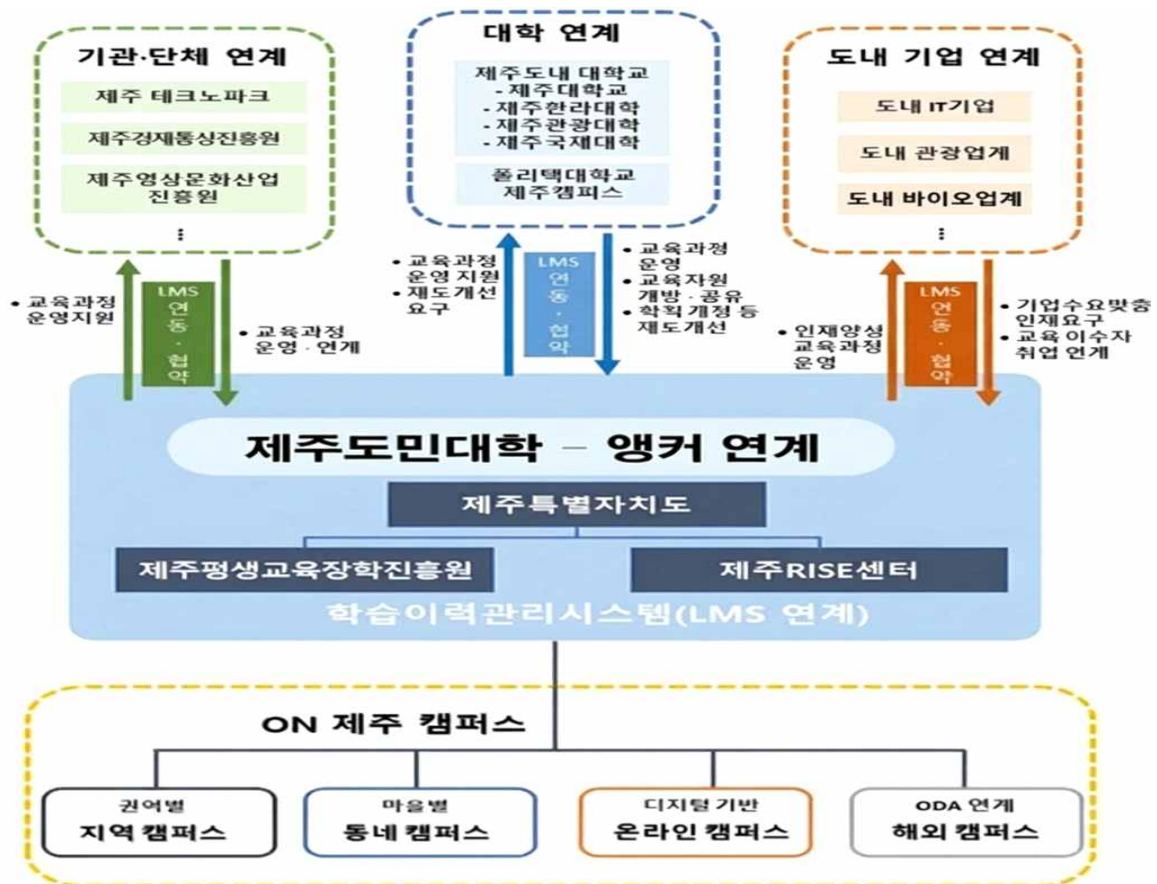 기관·단체 연계
제주 테크노파크
제주경재통싱진흥원
제주영상문화산업
진흥원
⋮
대학 연계
제주도내 대학교
- 제주대학교
- 제주환라대학
- 제주관광대학
- 제주국재대학
폴리택대학교
제주캠피스
도내 기업 연계
도내 IT기업
도내 관광업계
도내 바이오업계
⋮
• 교육과정
운영지원
LMS
연동·협약
• 교육과정
운영·연계
• 교육과정
운영 지원
• 재도개선
요구
LMS
연동·협약
• 교육과정
운영
• 교육자원
개방·공유
• 학칙 개정 등
재도개선
• 인재양성
교육과정
운영
LMS
연동·협약
• 기업수요맞춤
인재요구
• 교육 이수자
취업 연계
제주도민대학 – 앵커 연계
제주특별자치도
제주평생교육장학진흥원
제주RISE센터
학습이력관리시스템(LMS 연계)
ON 제주 캠퍼스
권역별
지역 캠퍼스
마을별
동네 캠퍼스
디지털 기반
온라인 캠퍼스
ODA 연계
해외 캠퍼스